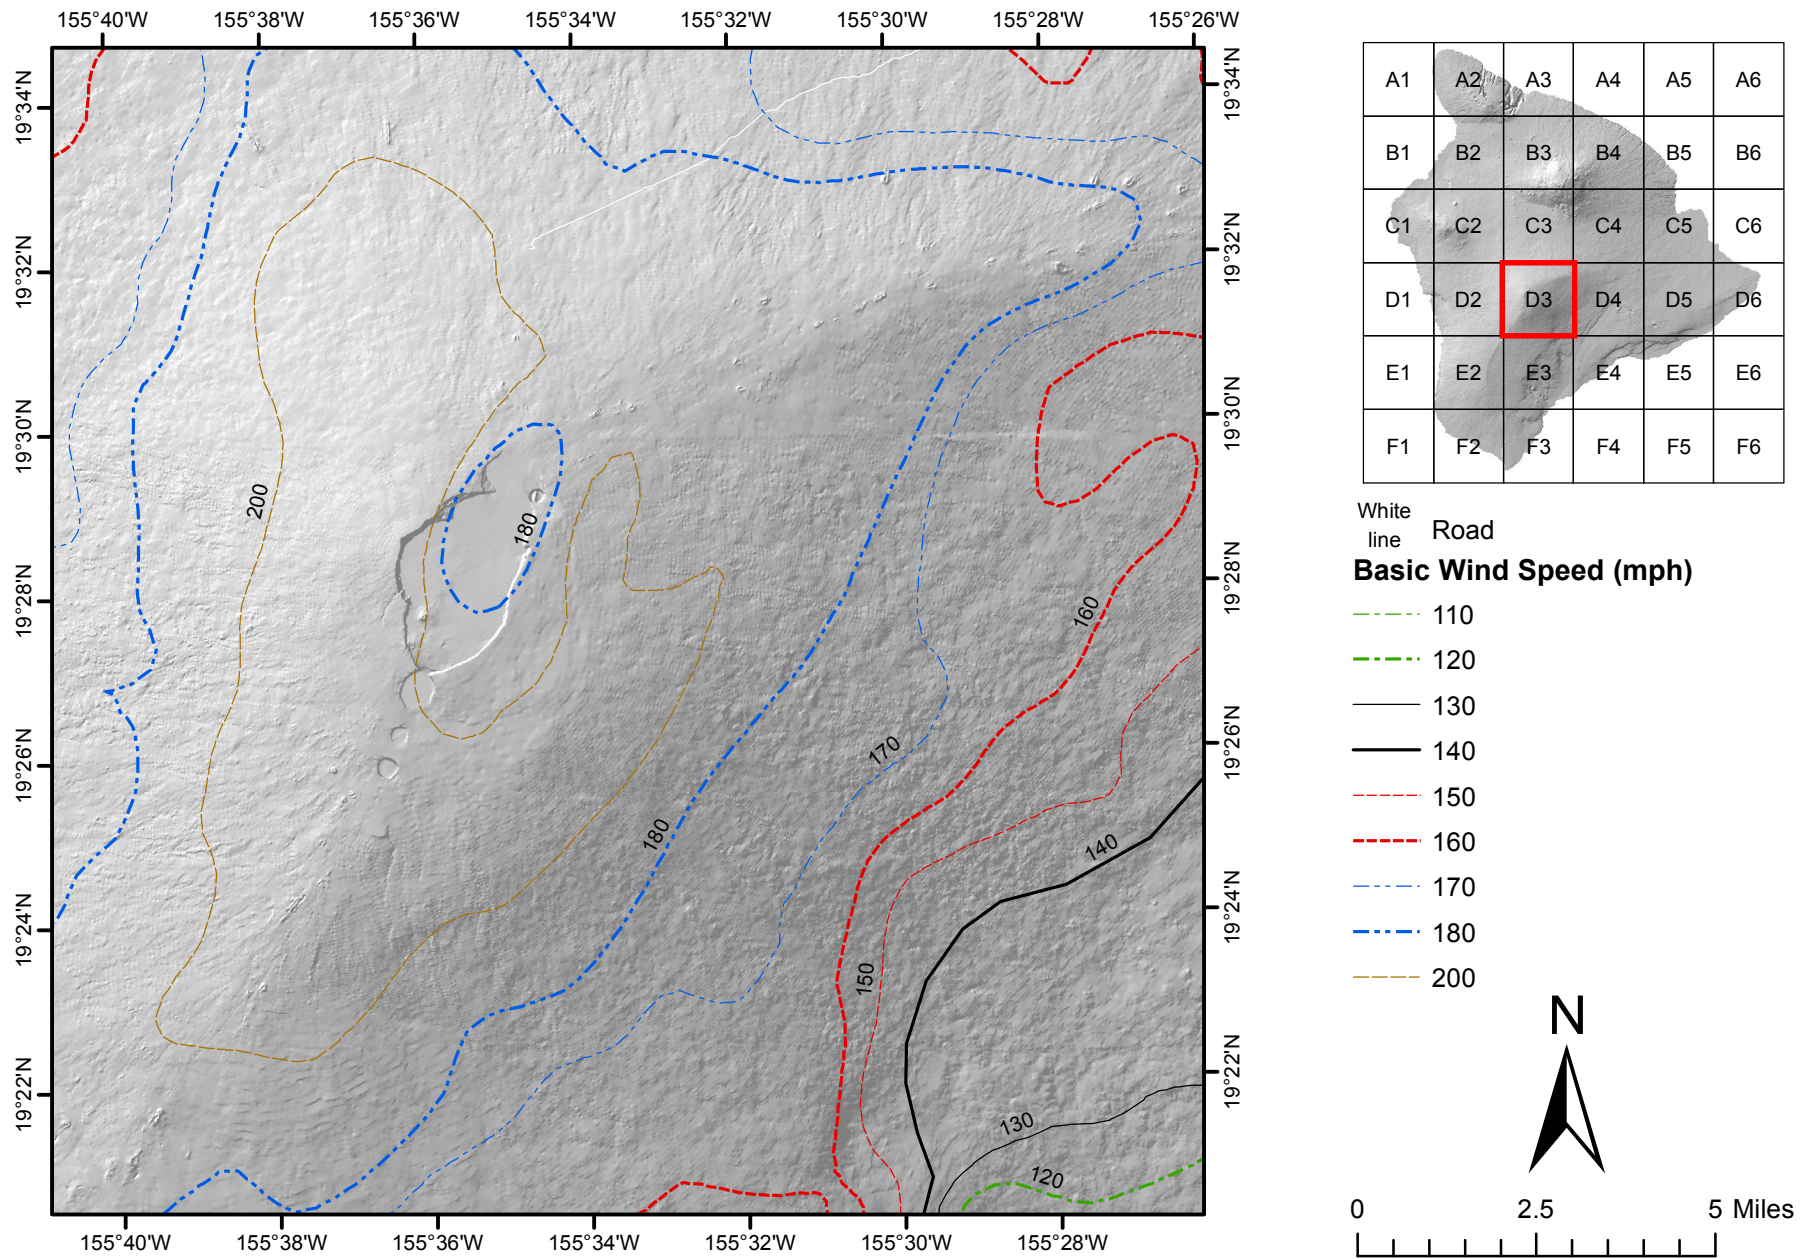 155°40'W 155°38'W 155°36'W 155°34'W 155°32'W 155°30'W 155°28'W 155°26'W
19°34'N
19°32'N
19°30'N
19°28'N
19°26'N
19°24'N
19°22'N
19°34'N
19°32'N
19°30'N
19°28'N
19°26'N
19°24'N
19°22'N
200
180
160
170
180
140
150
130
120
155°40'W 155°38'W 155°36'W 155°34'W 155°32'W 155°30'W 155°28'W
A1 A2 A3 A4 A5 A6
B1 B2 B3 B4 B5 B6
C1 C2 C3 C4 C5 C6
D1 D2 D3 D4 D5 D6
E1 E2 E3 E4 E5 E6
F1 F2 F3 F4 F5 F6
White
line
Road
Basic Wind Speed (mph)
110
120
130
140
150
160
170
180
200
N
0 2.5 5 Miles